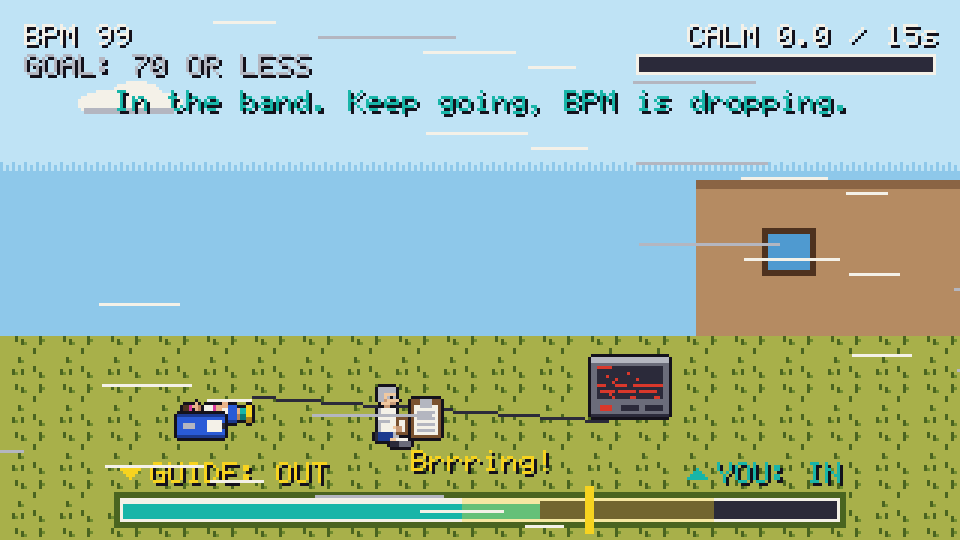 BPM 99
CALM 0.0 / 15s
GOAL: 70 OR LESS
In the band. Keep going, BPM is dropping.
Brrring!
GUIDE: OUT
YOU: IN